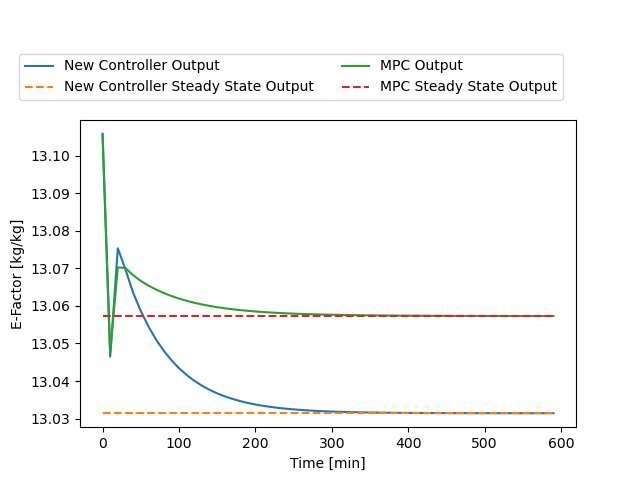 New Controller Output
New Controller Steady State Output
MPC Output
MPC Steady State Output
E-Factor [kg/kg]
13.10
13.09
13.08
13.07
13.06
13.05
13.04
13.03
0 100 200 300 400 500 600
Time [min]